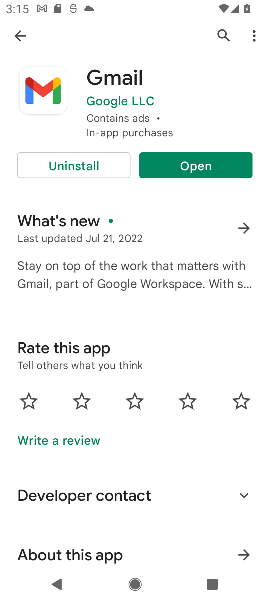 3:15
Gmail
Google LLC
Contains ads •
In-app purchases
Uninstall
Open
What's new •
Last updated Jul 21, 2022
Stay on top of the work that matters with
Gmail, part of Google Workspace. With s...
Rate this app
Tell others what you think
Write a review
Developer contact
About this app